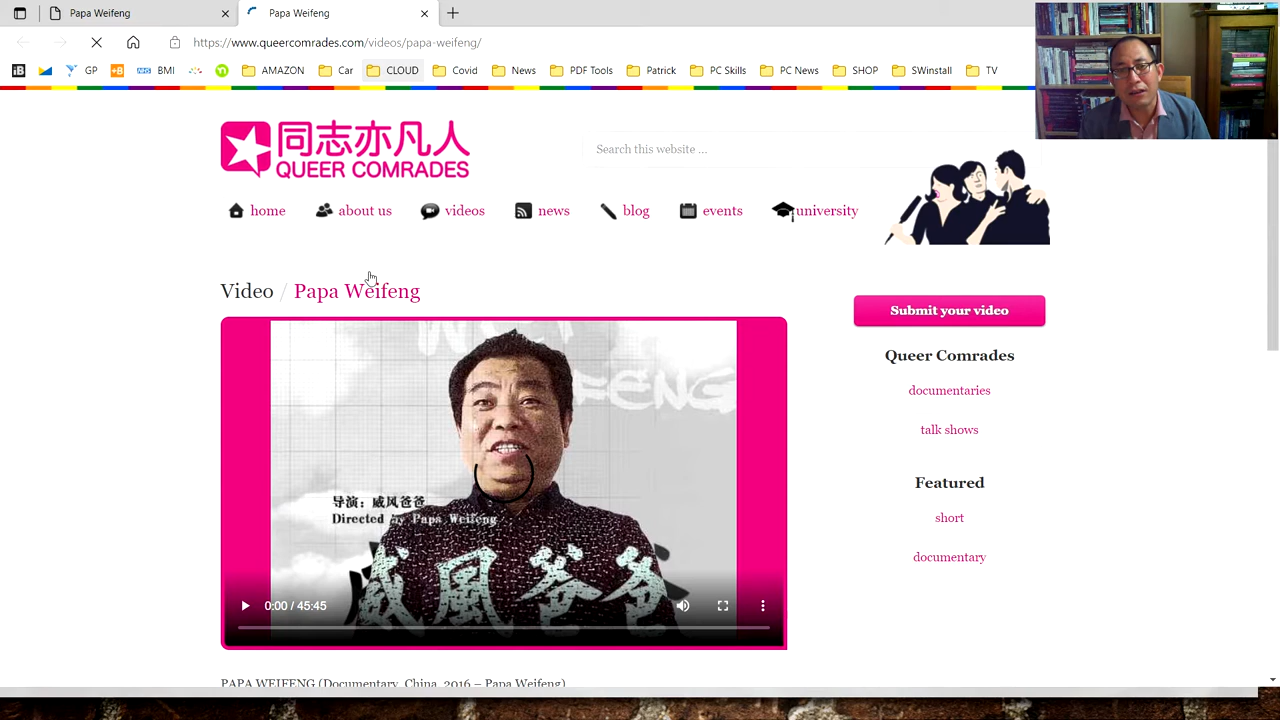 Papa Weifeng
Papa Weifeng
https://www.queercomrades.com/videos/papa-weifeng/
GP BMI AMAZON Car CLOUD Covid News PDF Tools Patrick PC Skills PC News SHOP SWinstall TV
同志亦凡人
QUEER COMRADES
Search this website ...
home about us videos news blog events university
Video / Papa Weifeng
Submit your video
Queer Comrades
documentaries
talk shows
Featured
short
documentary
FENG
导演：威风爸爸
Directed by Papa Weifeng
威風爸爸
0:00 / 45:45
PAPA WEIFENG (Documentary, China, 2016 – Papa Weifeng)